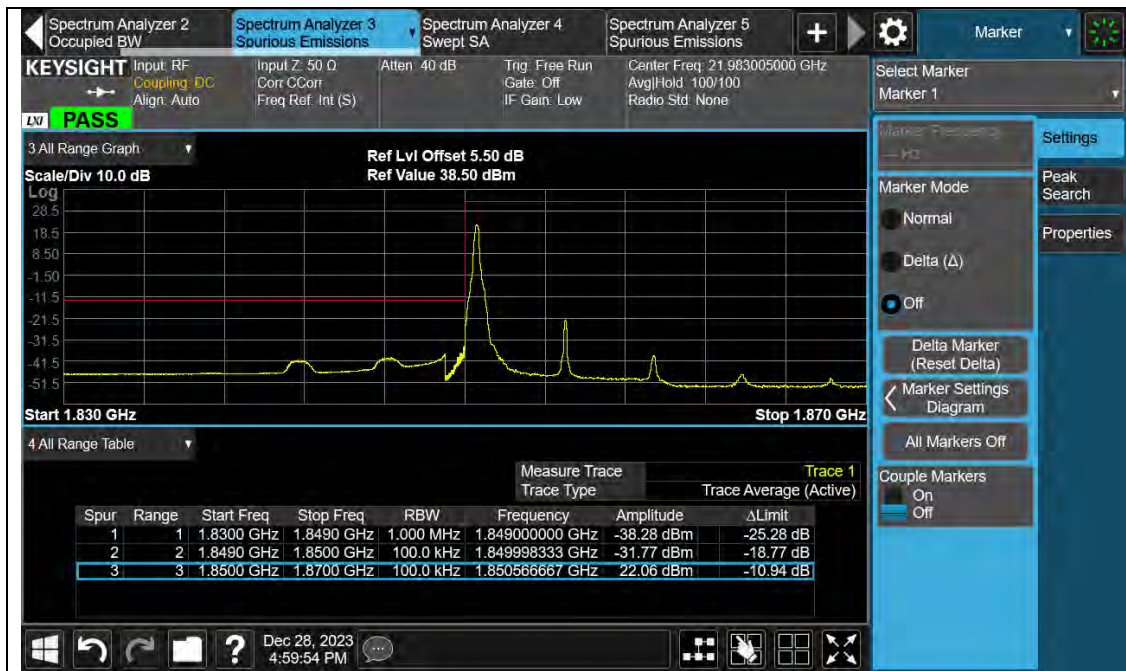 Spectrum Analyzer 2
Occupied BW
Spectrum Analyzer 3
Spurious Emissions
Spectrum Analyzer 4
Swept SA
Spectrum Analyzer 5
Spurious Emissions
+
Marker
KEYSIGHT
Input: RF
Coupling: DC
Align: Auto
Input Z: 50 Ω
Corr CCorr
Freq Ref: Int (S)
Atten: 40 dB
Trig: Free Run
Gate: Off
IF Gain: Low
Center Freq: 21.983005000 GHz
Avg|Hold: 100/100
Radio Std: None
LXI
PASS
3 All Range Graph
Ref Lvl Offset 5.50 dB
Scale/Div 10.0 dB
Ref Value 38.50 dBm
Log
28.5
18.5
8.50
-1.50
-11.5
-21.5
-31.5
-41.5
-51.5
Start 1.830 GHz
Stop 1.870 GHz
4 All Range Table
Measure Trace Trace 1
Trace Type Trace Average (Active)
Spur Range Start Freq Stop Freq RBW Frequency Amplitude ΔLimit
1 1 1.8300 GHz 1.8490 GHz 1.000 MHz 1.849000000 GHz -38.28 dBm -25.28 dB
2 2 1.8490 GHz 1.8500 GHz 100.0 kHz 1.849998333 GHz -31.77 dBm -18.77 dB
3 3 1.8500 GHz 1.8700 GHz 100.0 kHz 1.850566667 GHz 22.06 dBm -10.94 dB
Select Marker
Marker 1
Marker Frequency
--- Hz
Marker Mode
Normal
Delta (Δ)
Off
Delta Marker
(Reset Delta)
Marker Settings
Diagram
All Markers Off
Couple Markers
On
Off
Settings
Peak
Search
Properties
?
Dec 28, 2023
4:59:54 PM